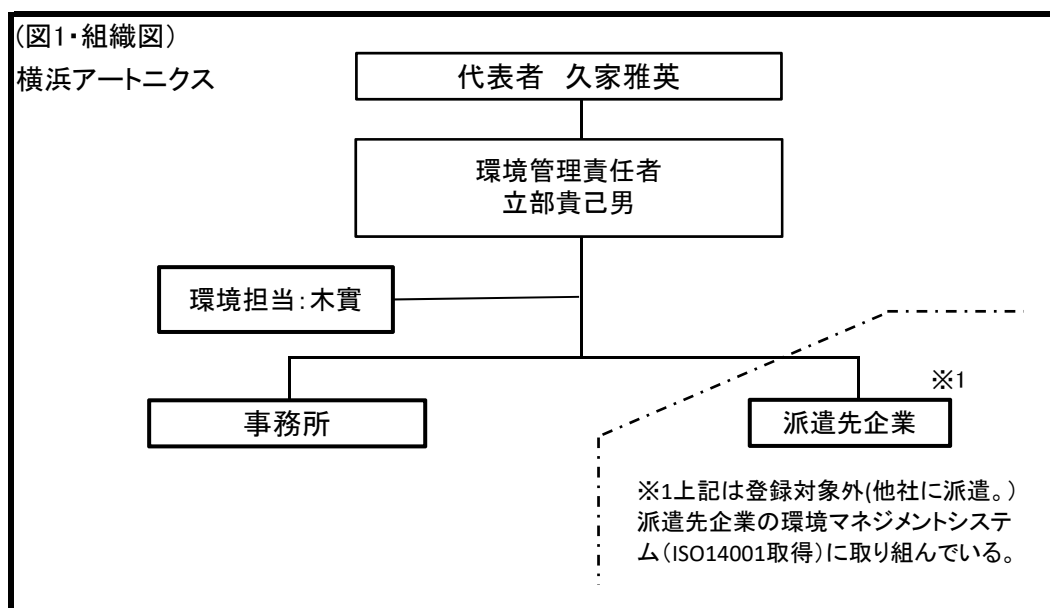 (図1・組織図)
横浜アートニクス
代表者 久家雅英
環境管理責任者
立部貴己男
環境担当:木實
※1
事務所
派遣先企業
※1上記は登録対象外(他社に派遣。)
派遣先企業の環境マネジメントシステ
ム(ISO14001取得)に取り組んでいる。